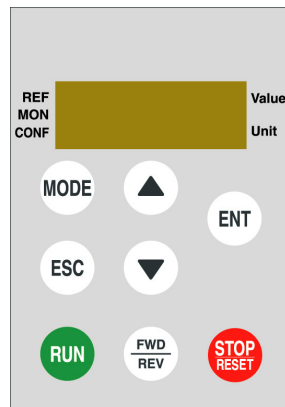 REF
Value
MON
CONF
Unit
MODE
ENT
ESC
RUN
FWD
REV
STOP
RESET